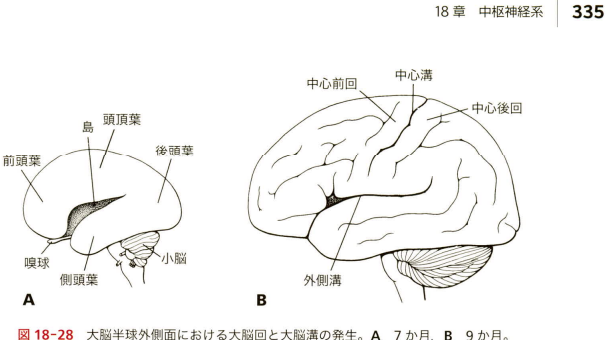 18 章　中枢神経系　335
中心前回
中心溝
中心後回
島
頭頂葉
後頭葉
前頭葉
嗅球
側頭葉
小脳
外側溝
A
B
図 18-28　大脳半球外側面における大脳回と大脳溝の発生。A　7 か月，B　9 か月。